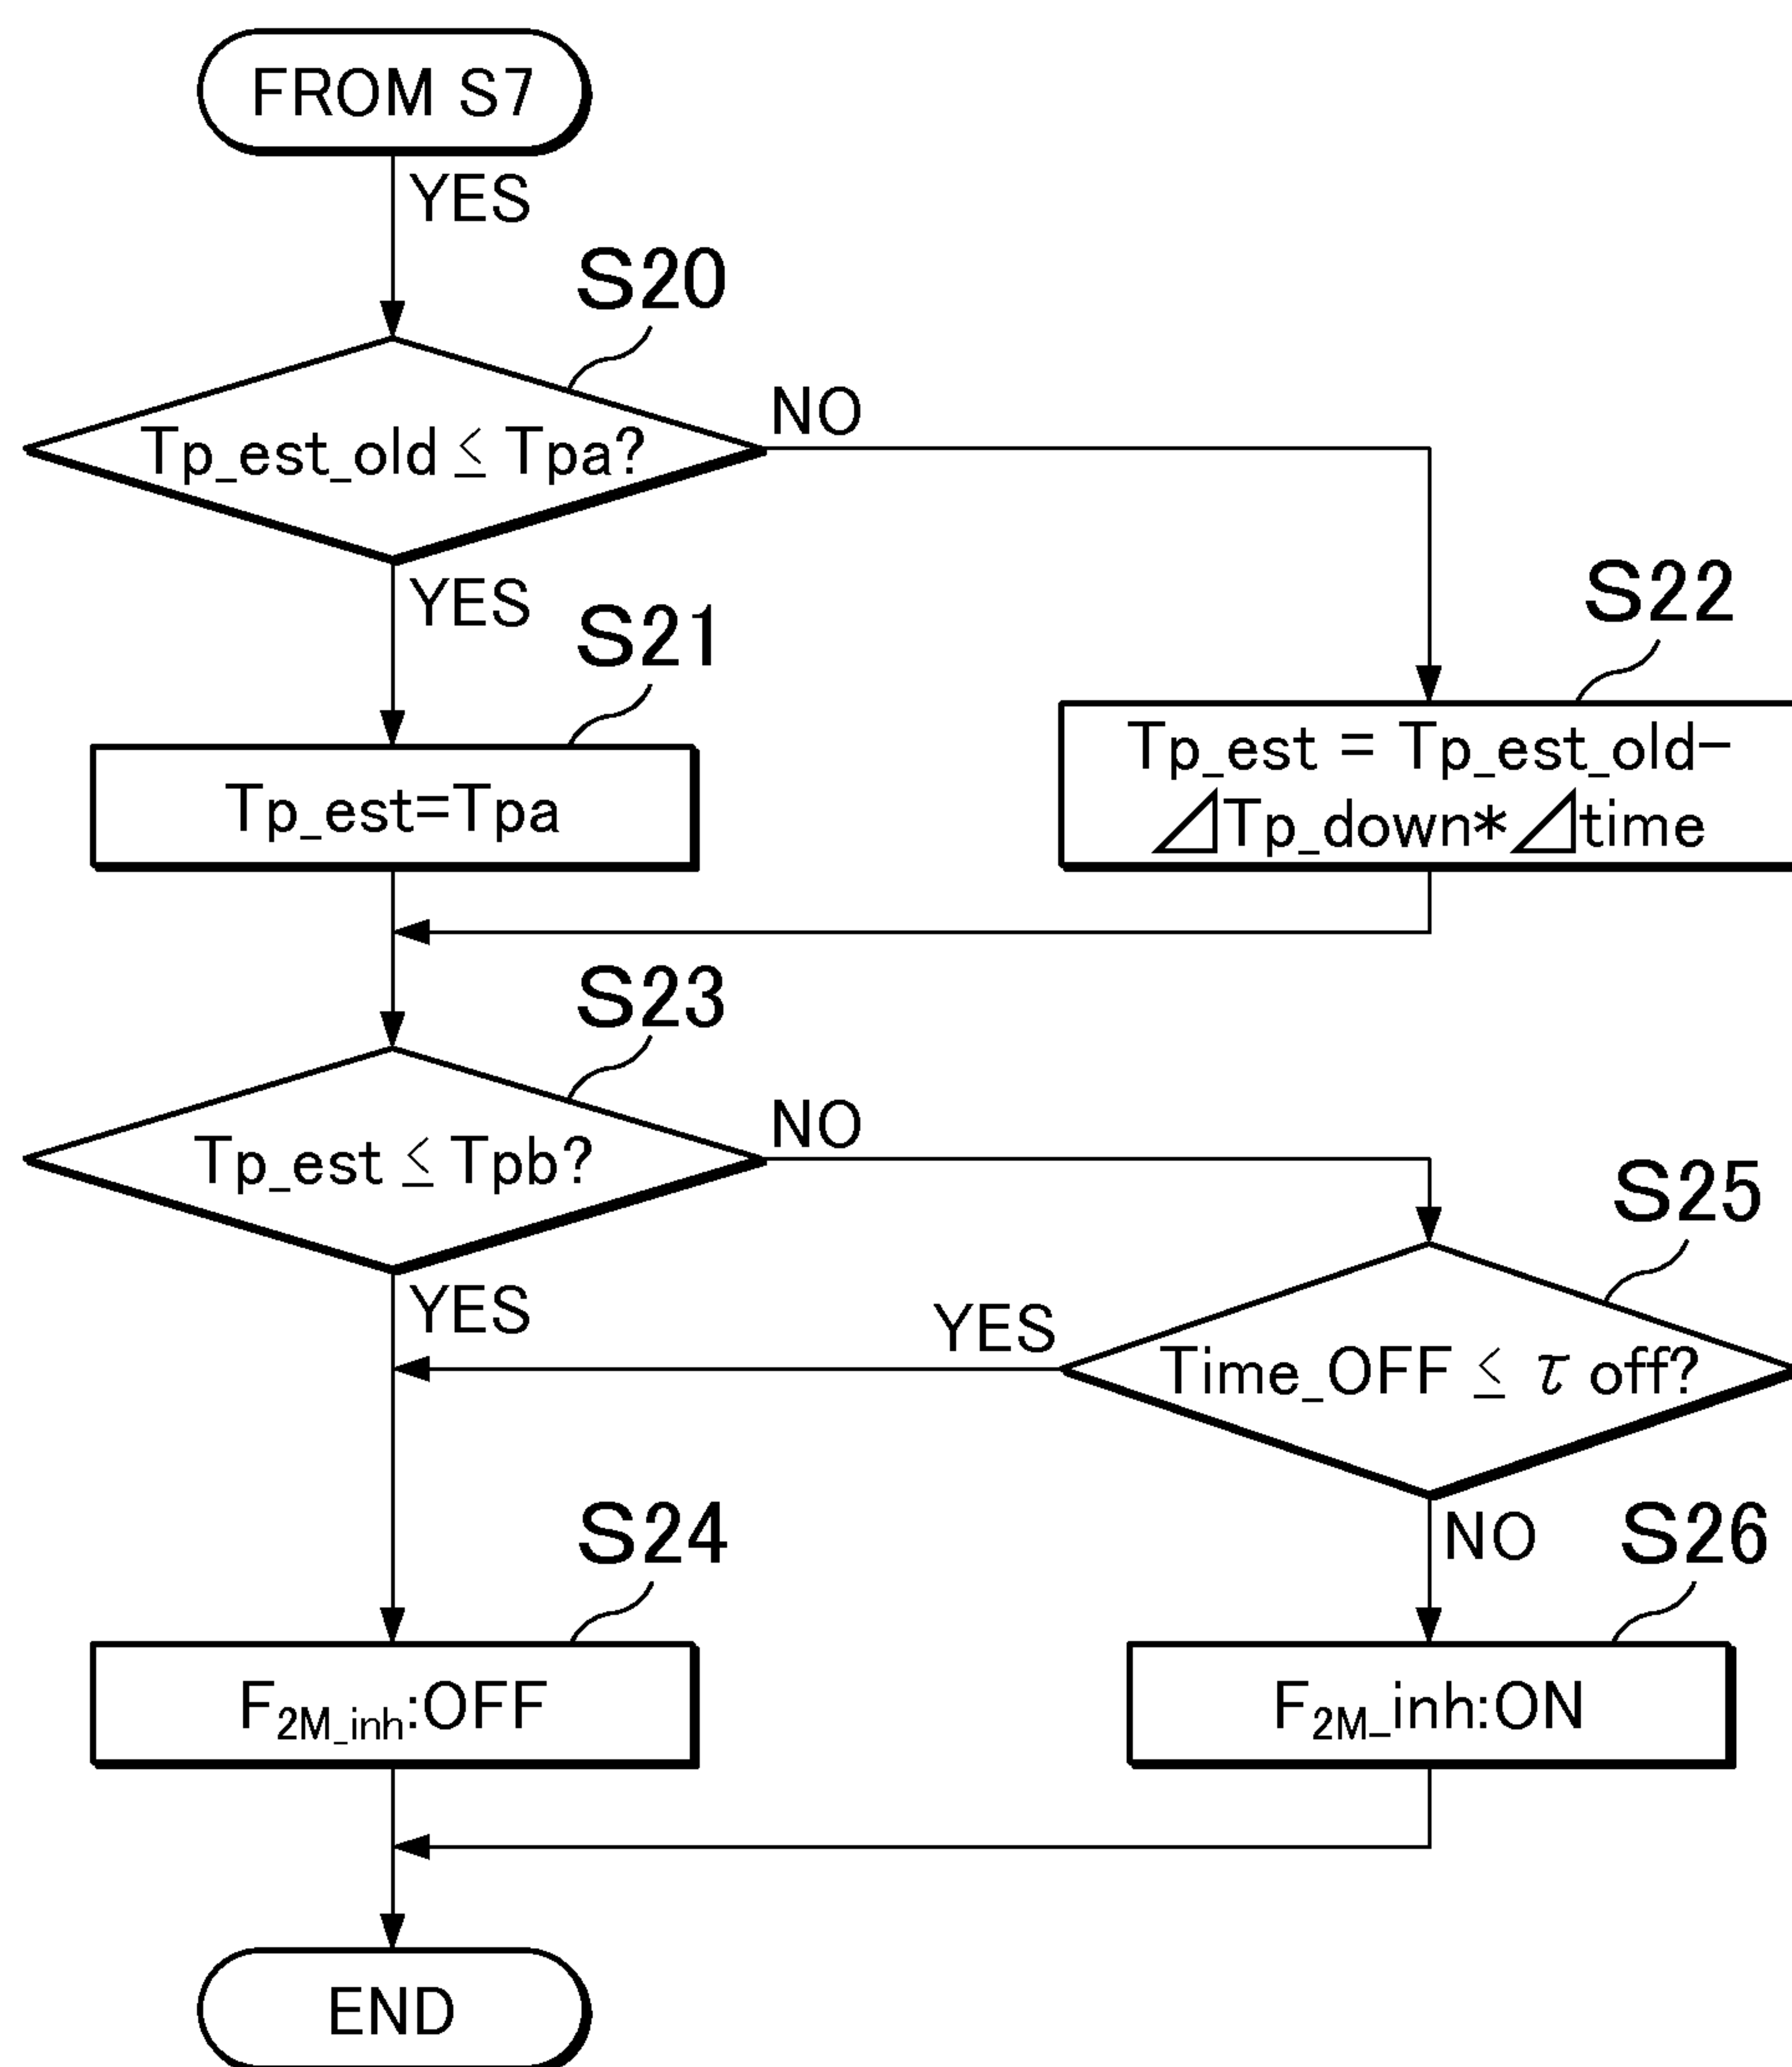 FROM S7
YES
S20
Tp_est_old ≤ Tpa?
NO
YES
S21
Tp_est=Tpa
S22
Tp_est = Tp_est_old-
⊿Tp_down*⊿time
S23
Tp_est ≤ Tpb?
NO
YES
S25
YES
Time_OFF ≤ τ off?
NO
S24
F2M_inh:OFF
S26
F2M_inh:ON
END